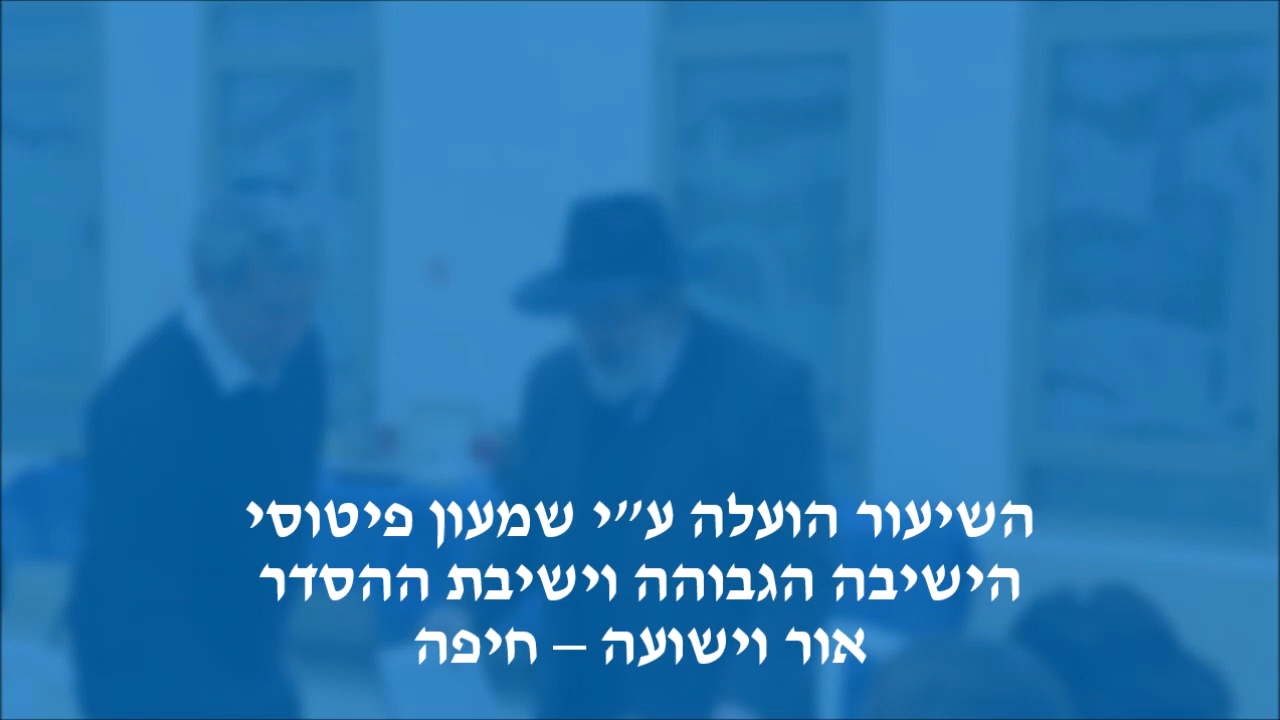 השיעור הועלה ע״י שמעון פיטוסי
הישיבה הגבוהה וישיבת ההסדר
אור וישועה – חיפה